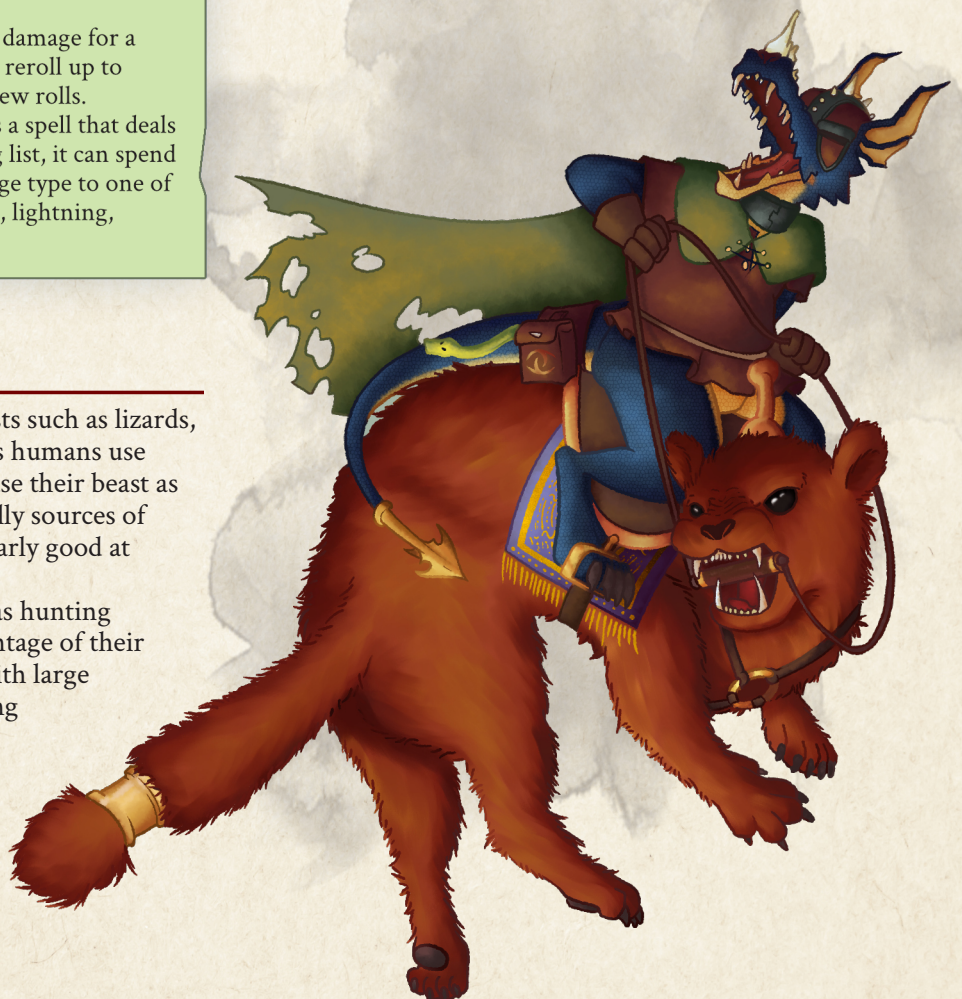 damage for a
reroll up to
ew rolls.
s a spell that deals
g list, it can spend
ge type to one of
, lightning,
sts such as lizards,
s humans use
se their beast as
lly sources of
arly good at
as hunting
ntage of their
ith large
ng